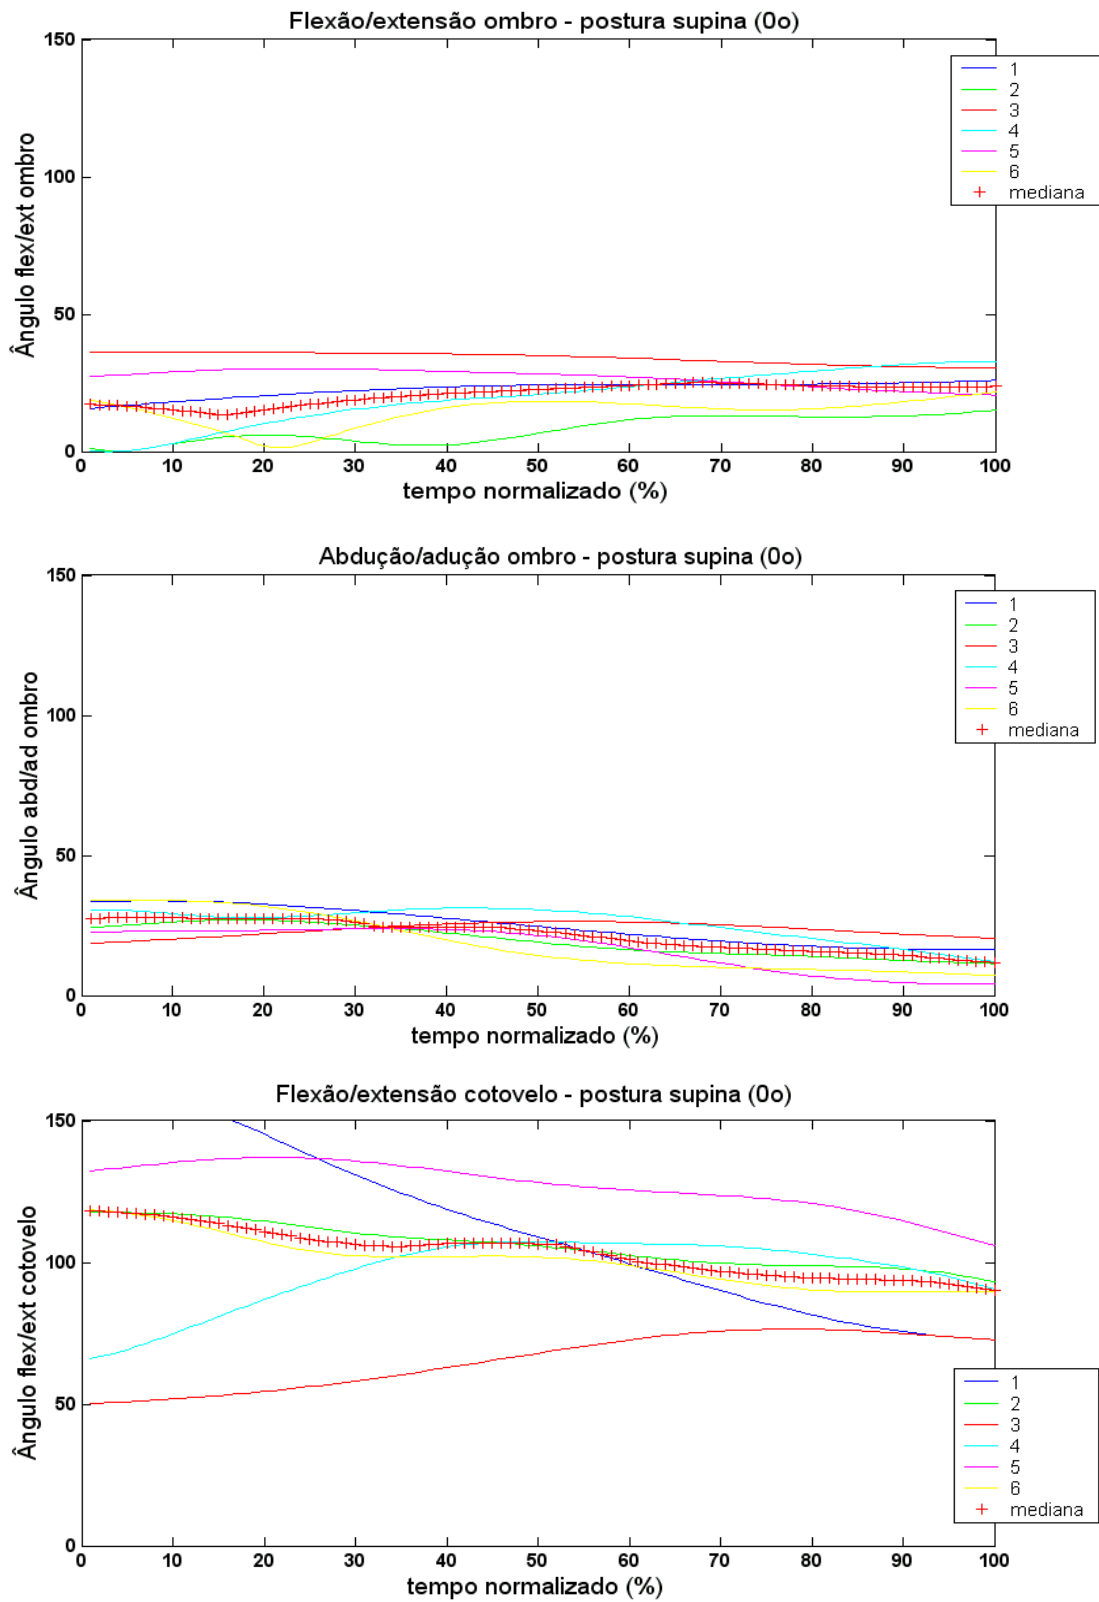 Flexão/extensão ombro - postura supina (0o)
Ângulo flex/ext ombro
150
100
50
0
0 10 20 30 40 50 60 70 80 90 100
tempo normalizado (%)
1
2
3
4
5
6
mediana
Abdução/adução ombro - postura supina (0o)
Ângulo abd/ad ombro
150
100
50
0
0 10 20 30 40 50 60 70 80 90 100
tempo normalizado (%)
1
2
3
4
5
6
mediana
Flexão/extensão cotovelo - postura supina (0o)
Ângulo flex/ext cotovelo
150
100
50
0
0 10 20 30 40 50 60 70 80 90 100
tempo normalizado (%)
1
2
3
4
5
6
mediana